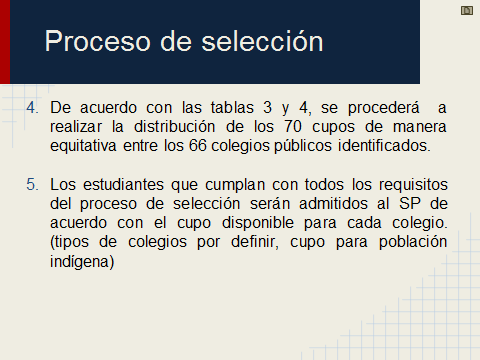 Proceso de selección
4. De acuerdo con las tablas 3 y 4, se procederá a
realizar la distribución de los 70 cupos de manera
equitativa entre los 66 colegios públicos identificados.
5. Los estudiantes que cumplan con todos los requisitos
del proceso de selección serán admitidos al SP de
acuerdo con el cupo disponible para cada colegio.
(tipos de colegios por definir, cupo para población
indígena)